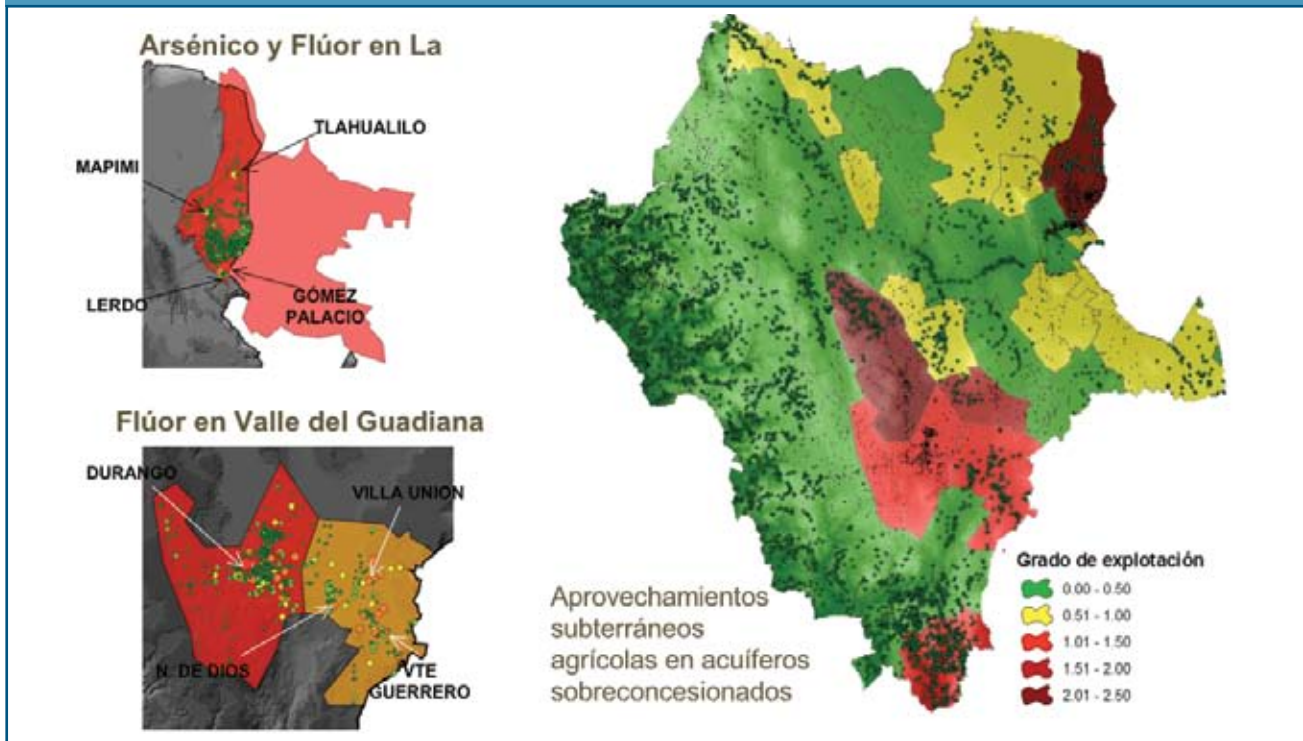 Arsénico y Flúor en La
TLAHUALILO
MAPIMI
LERDO
GÓMEZ
PALACIO
Flúor en Valle del Guadiana
DURANGO
VILLA UNION
N. DE DIOS
VTE
GUERRERO
Aprovechamientos
subterráneos
agrícolas en acuíferos
sobreconcesionados
Grado de explotación
0.00 - 0.50
0.51 - 1.00
1.01 - 1.50
1.51 - 2.00
2.01 - 2.50